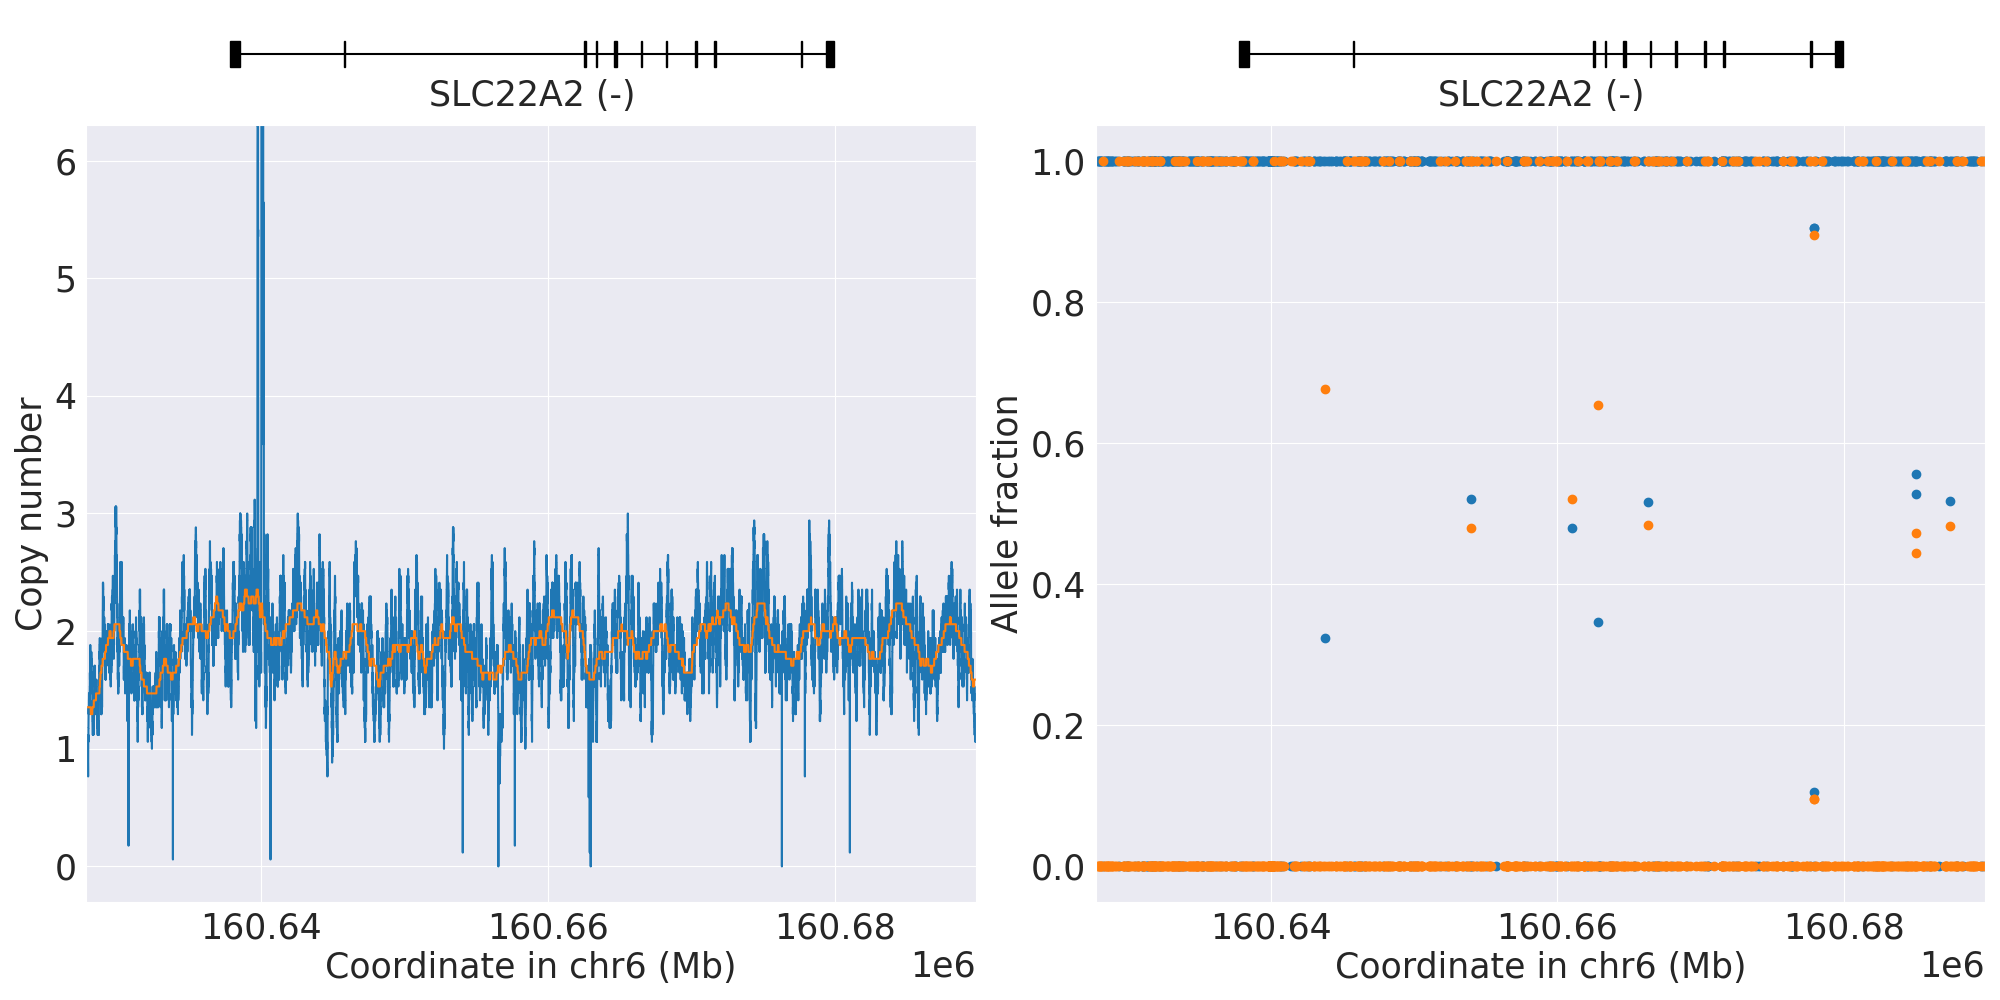 SLC22A2 (-)
SLC22A2 (-)
Copy number
6
5
4
3
2
1
0
160.64
160.66
160.68
Coordinate in chr6 (Mb)
1e6
Allele fraction
1.0
0.8
0.6
0.4
0.2
0.0
160.64
160.66
160.68
Coordinate in chr6 (Mb)
1e6